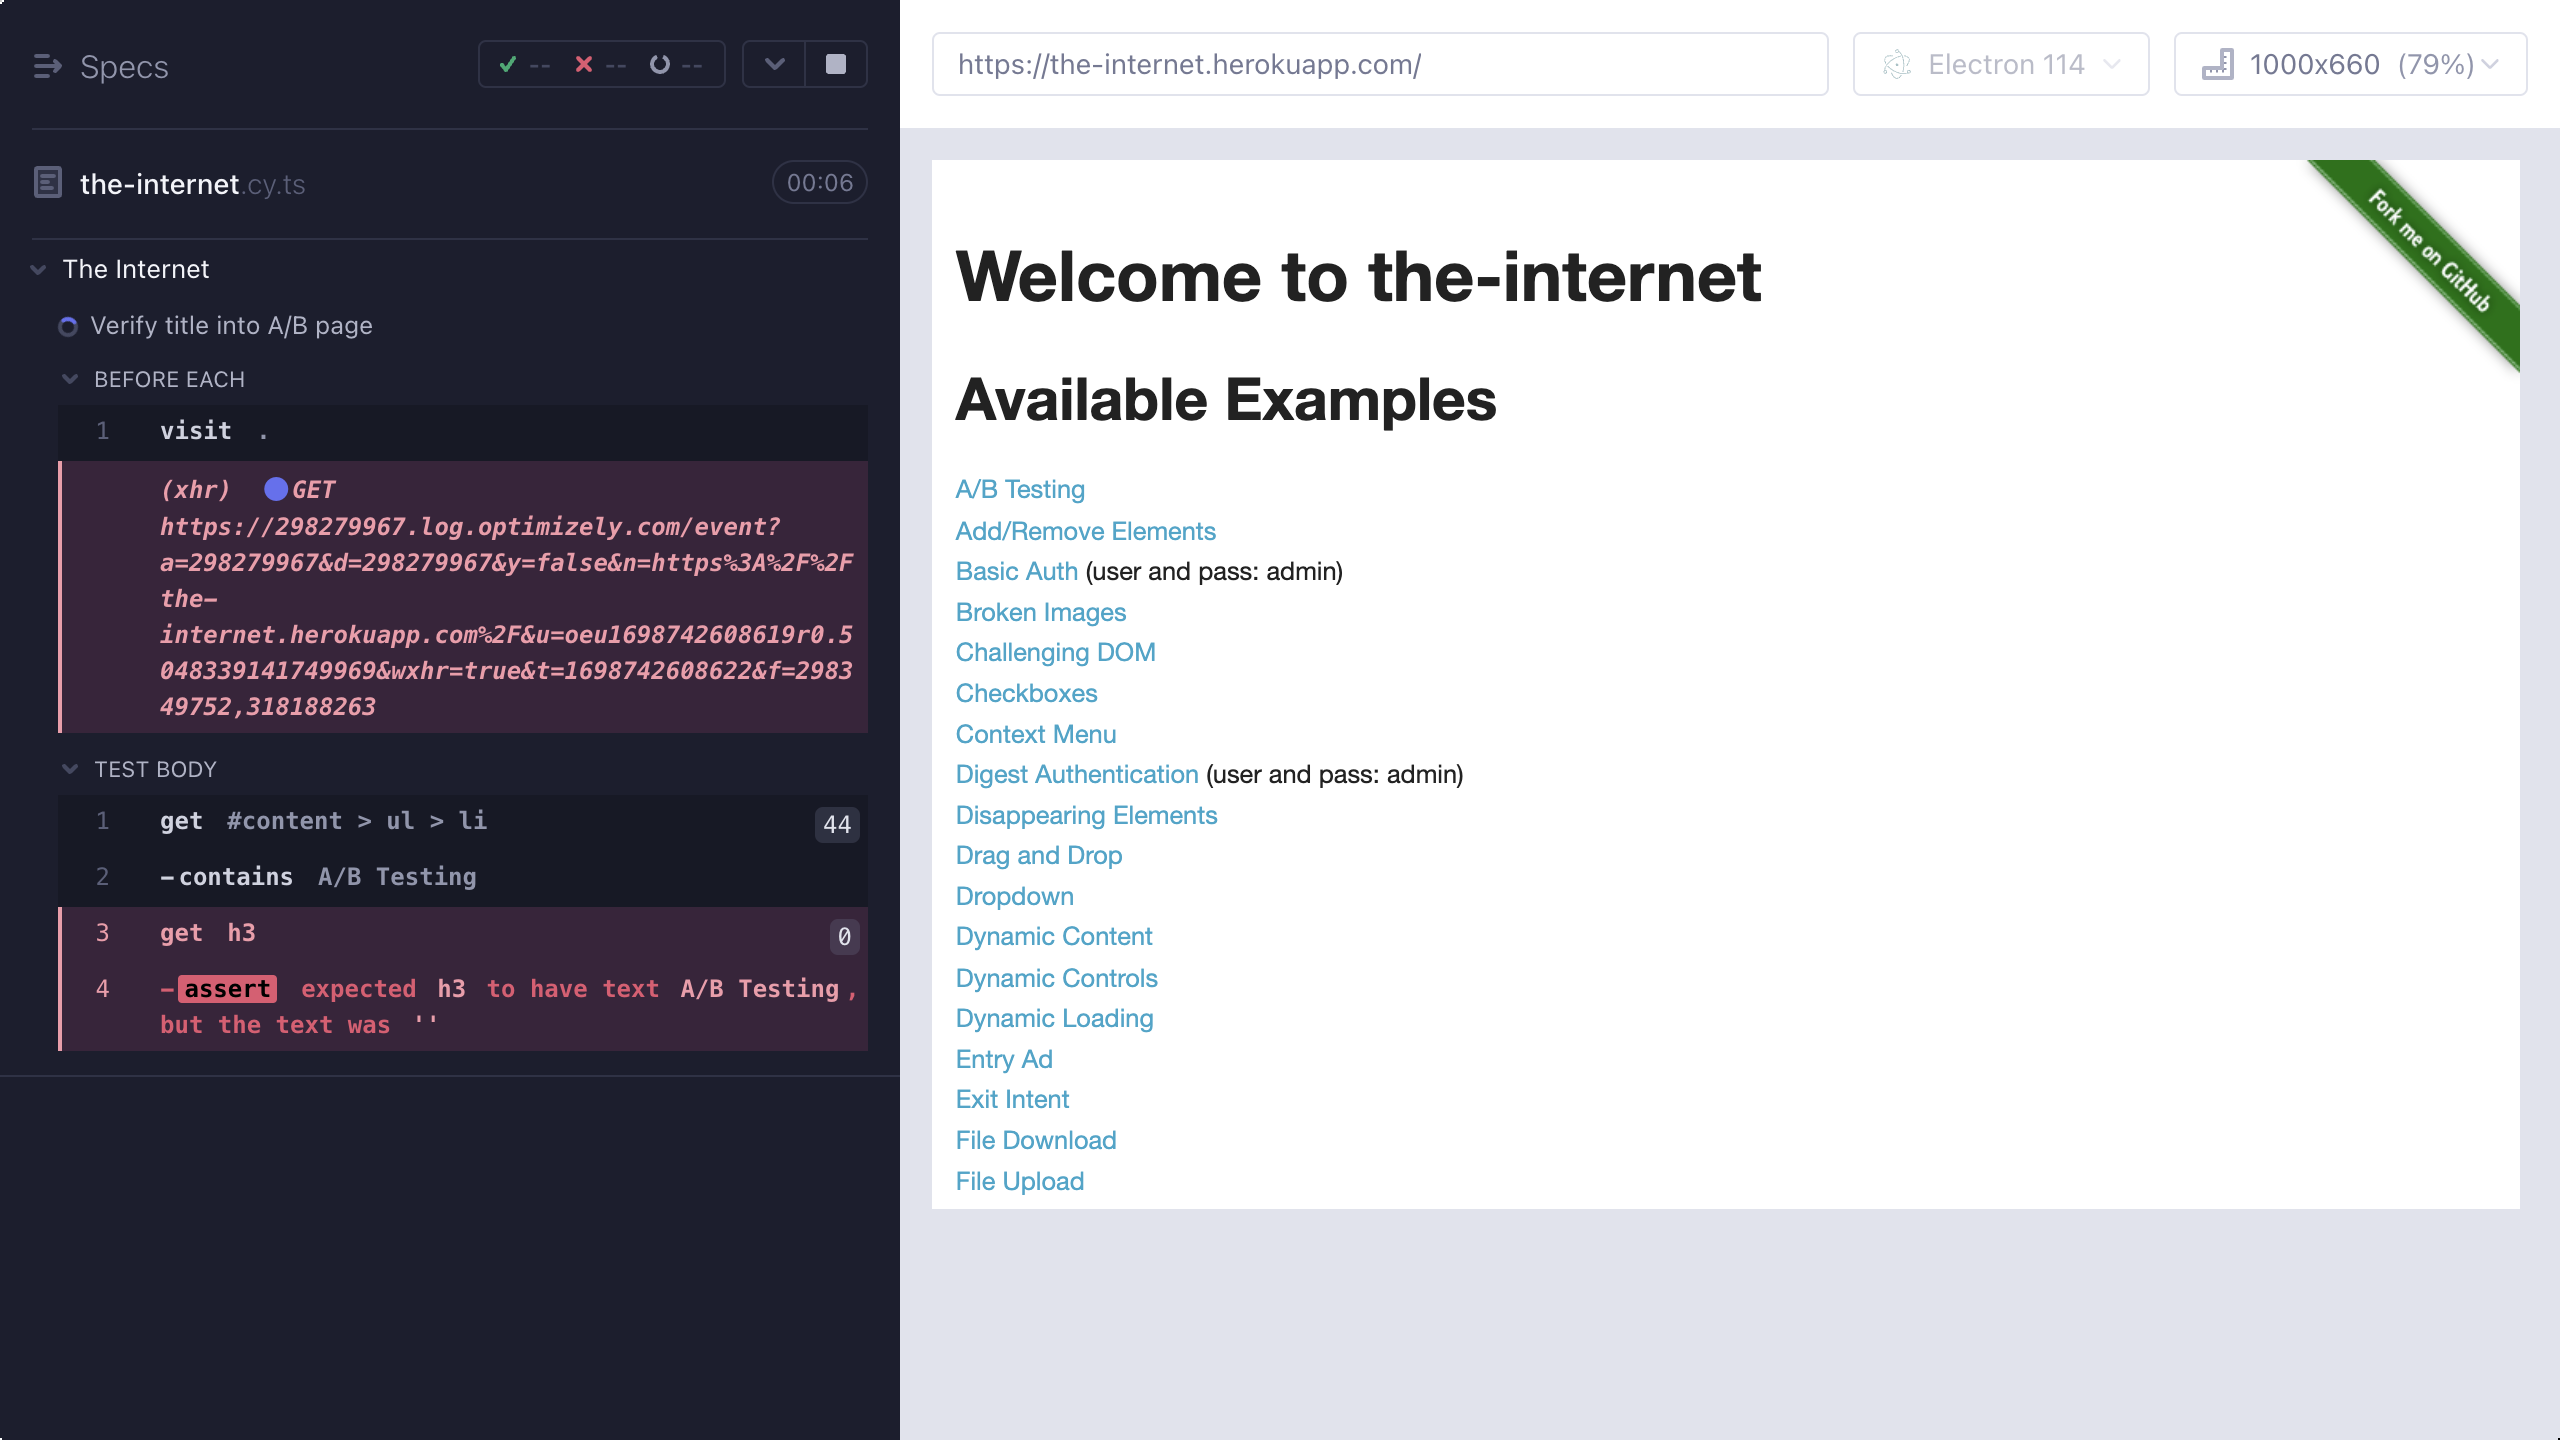 Specs
-- -- --
the-internet.cy.ts
00:06
The Internet
Verify title into A/B page
BEFORE EACH
1 visit .
(xhr) GET
https://298279967.log.optimizely.com/event?
a=298279967&d=298279967&y=false&n=https%3A%2F%2F
the-
internet.herokuapp.com%2F&u=oeu1698742608619r0.5
048339141749969&wxhr=true&t=1698742608622&f=2983
49752,318188263
TEST BODY
1 get #content > ul > li 44
2 -contains A/B Testing
3 get h3 0
4 -assert expected h3 to have text A/B Testing,
but the text was ''
https://the-internet.herokuapp.com/
Electron 114
1000x660 (79%)
Fork me on GitHub
Welcome to the-internet
Available Examples
A/B Testing
Add/Remove Elements
Basic Auth (user and pass: admin)
Broken Images
Challenging DOM
Checkboxes
Context Menu
Digest Authentication (user and pass: admin)
Disappearing Elements
Drag and Drop
Dropdown
Dynamic Content
Dynamic Controls
Dynamic Loading
Entry Ad
Exit Intent
File Download
File Upload